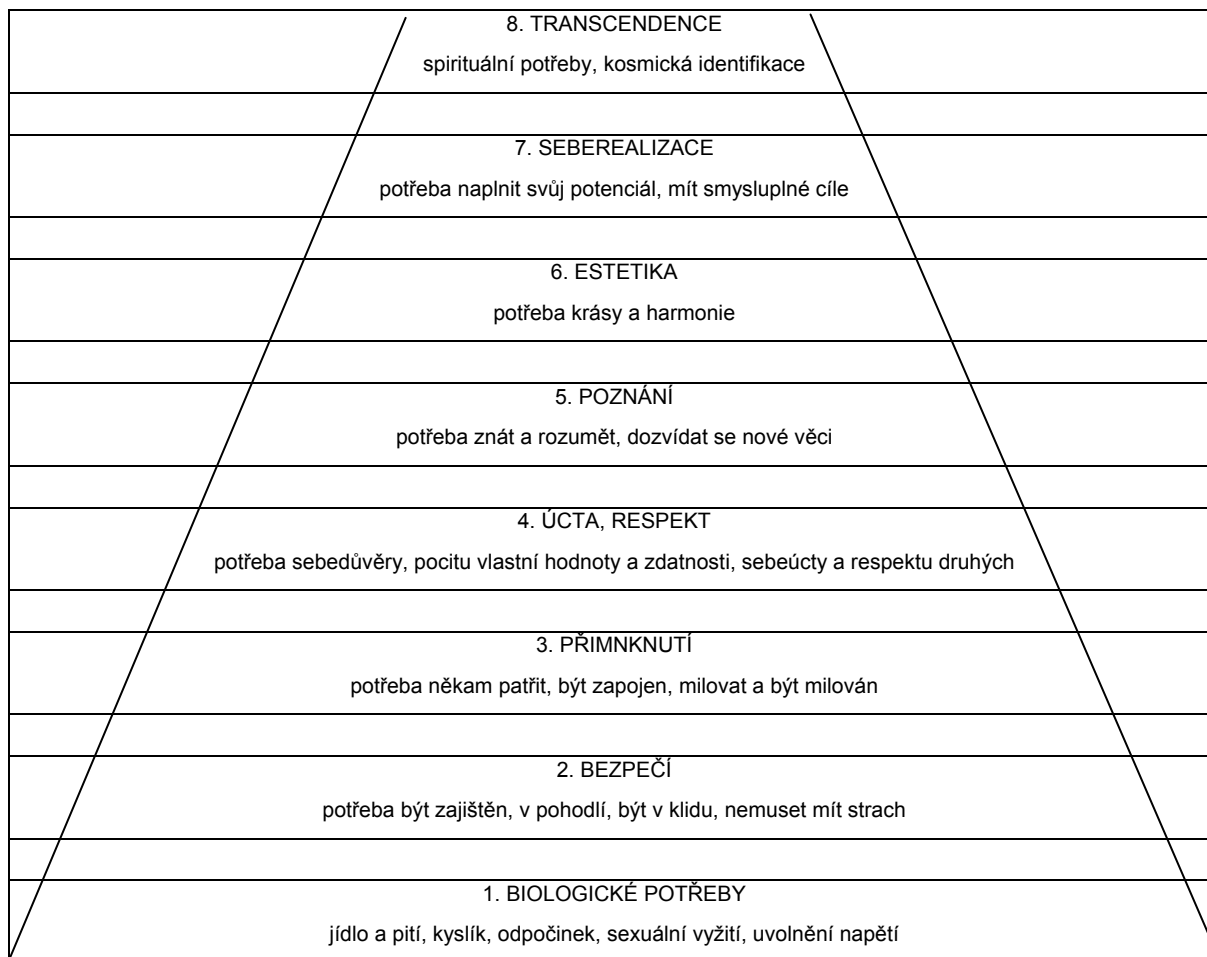 8. TRANSCENDENCE
spirituální potřeby, kosmická identifikace
7. SEBEREALIZACE
potřeba naplnit svůj potenciál, mít smysluplné cíle
6. ESTETIKA
potřeba krásy a harmonie
5. POZNÁNÍ
potřeba znát a rozumět, dozvídat se nové věci
4. ÚCTA, RESPEKT
potřeba sebedůvěry, pocitu vlastní hodnoty a zdatnosti, sebeúcty a respektu druhých
3. PŘIMNKNUTÍ
potřeba někam patřit, být zapojen, milovat a být milován
2. BEZPEČÍ
potřeba být zajištěn, v pohodlí, být v klidu, nemuset mít strach
1. BIOLOGICKÉ POTŘEBY
jídlo a pití, kyslík, odpočinek, sexuální vyžití, uvolnění napětí